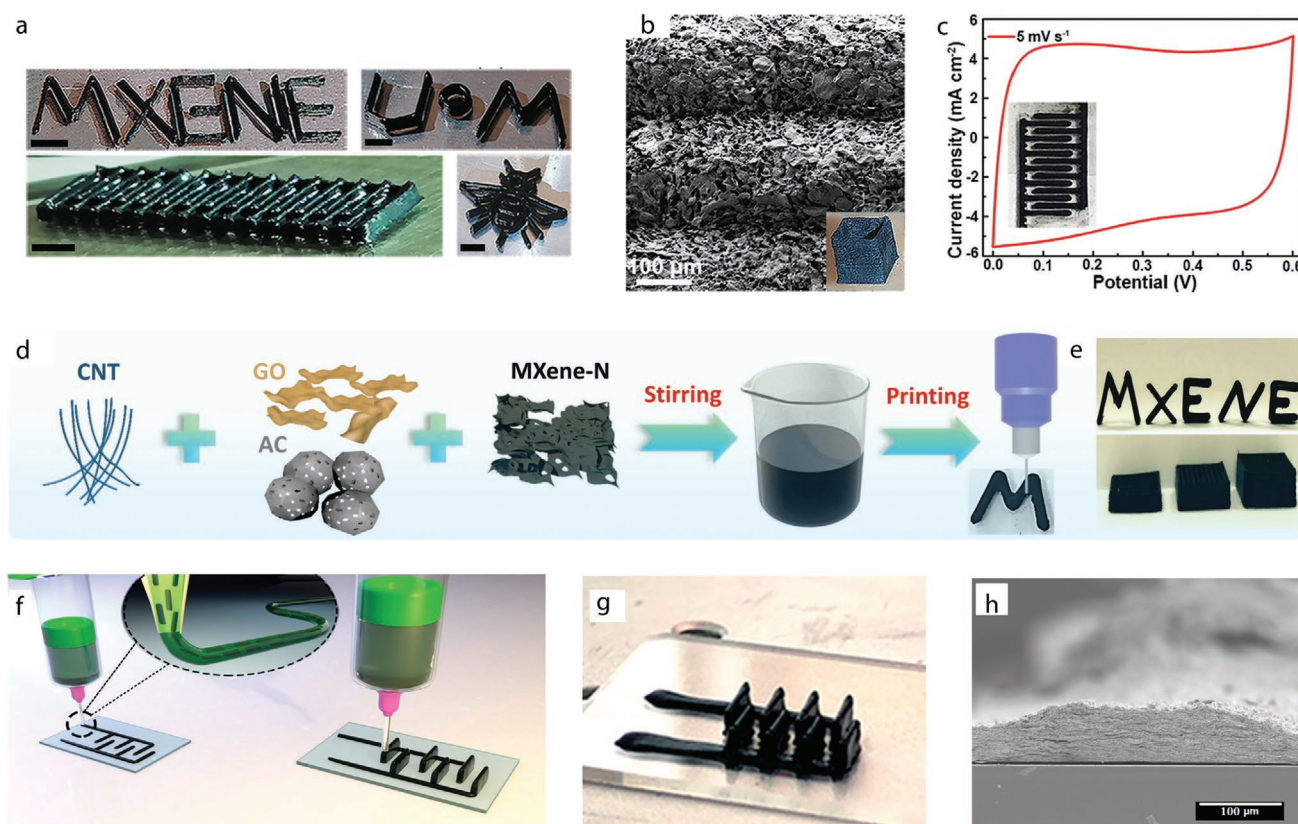 a
MXENE
UoM
b
100 µm
c
5 mV s⁻¹
Current density (mA cm⁻²)
6
4
2
0
-2
-4
-6
0.0 0.1 0.2 0.3 0.4 0.5 0.6
Potential (V)
d
CNT
GO
AC
MXene-N
Stirring
Printing
M
e
MXENE
f
g
h
100 µm